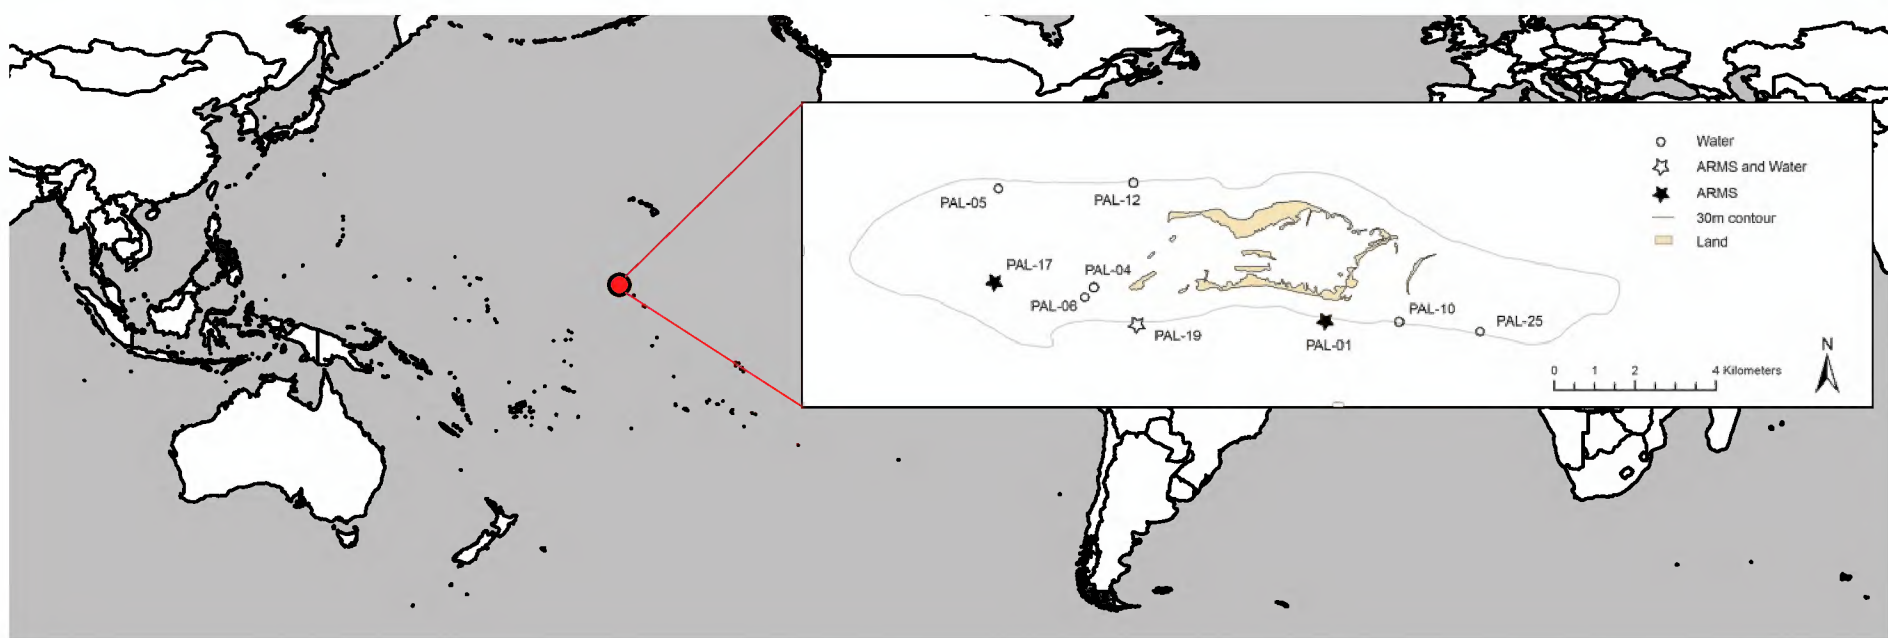 Water
ARMS and Water
ARMS
30m contour
Land
PAL-05
PAL-12
PAL-17
PAL-04
PAL-06
PAL-19
PAL-01
PAL-10
PAL-25
N
0 1 2 4 Kilometers